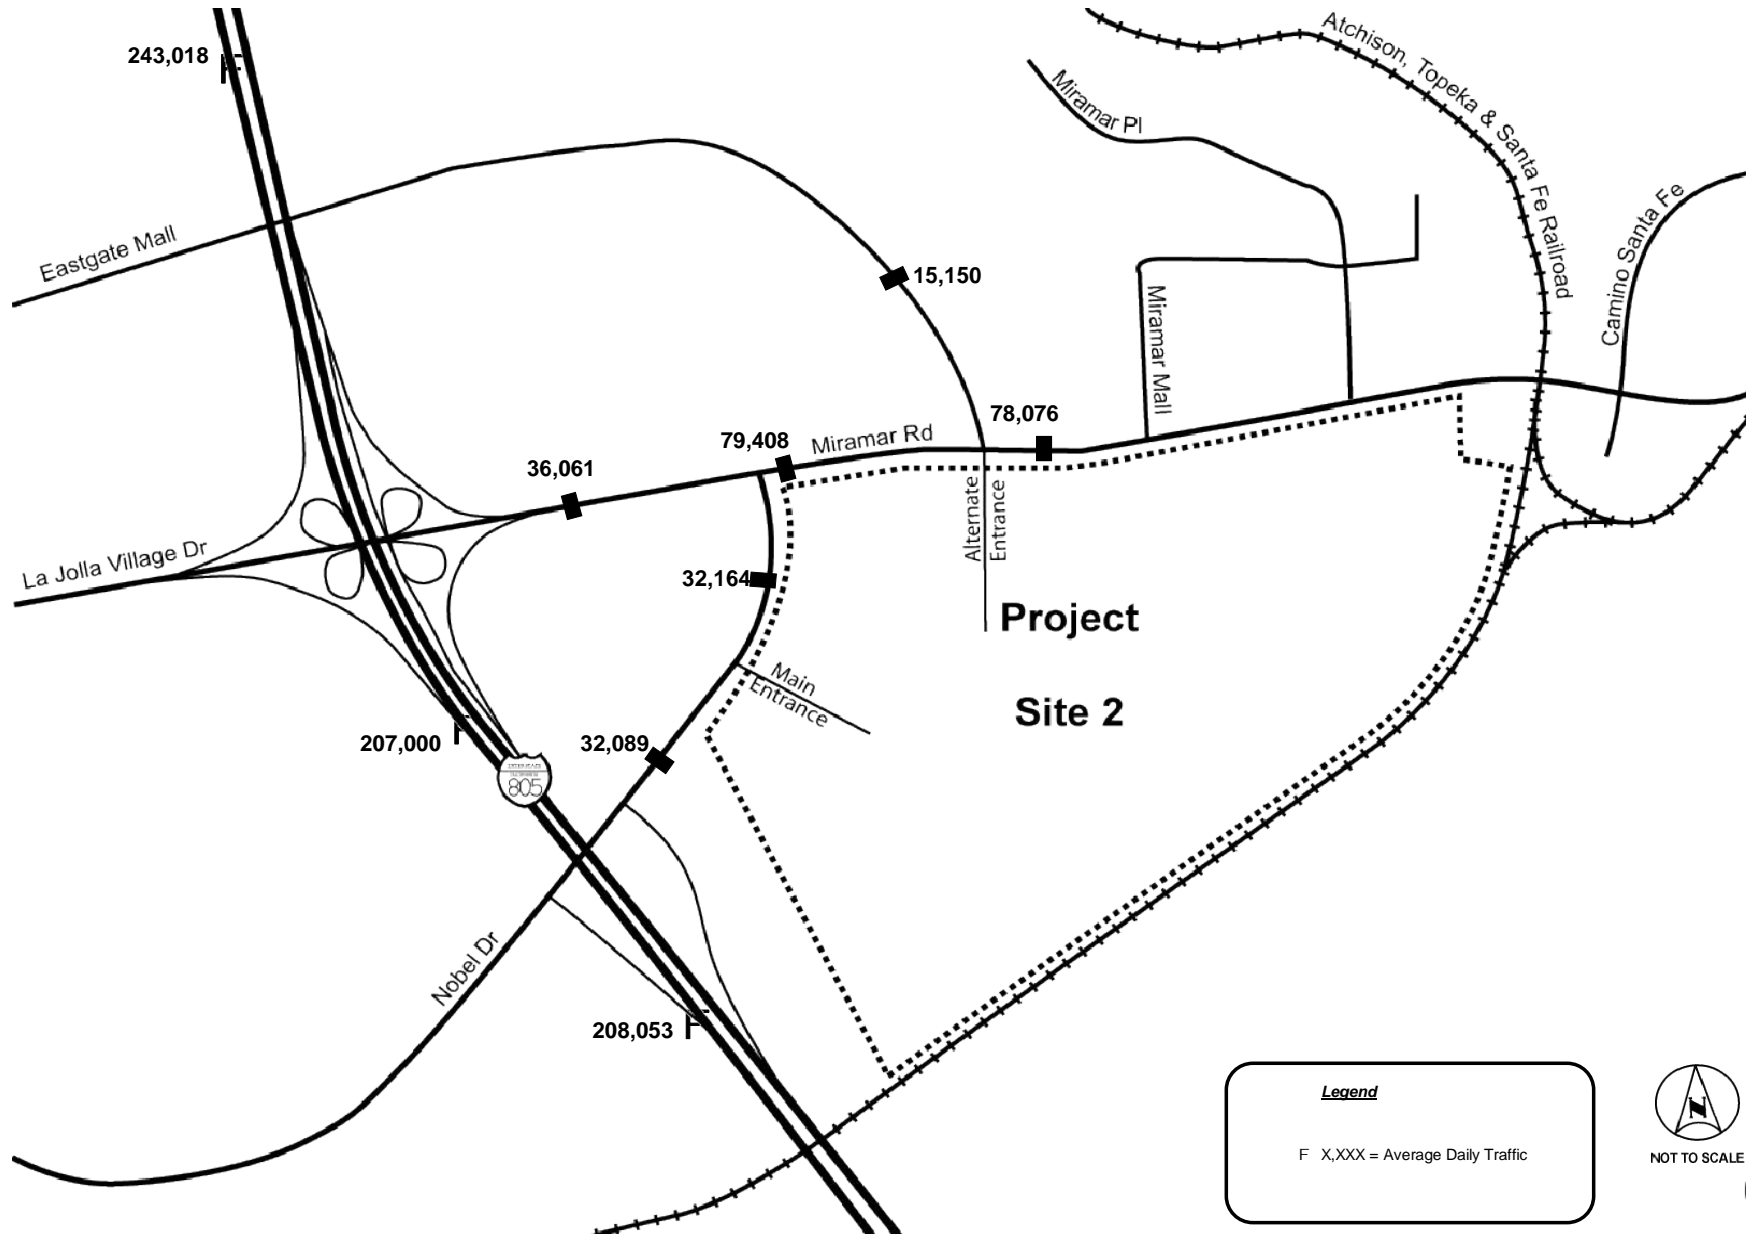 243,018
Atchison, Topeka & Santa Fe Railroad
Miramar Pl
Eastgate Mall
Camino Santa Fe
15,150
Miramar Mall
78,076
79,408
Miramar Rd
36,061
Alternate
Entrance
La Jolla Village Dr
32,164
Project
Site 2
Main
Entrance
207,000
32,089
805
Nobel Dr
208,053
Legend
F X,XXX = Average Daily Traffic
N
NOT TO SCALE